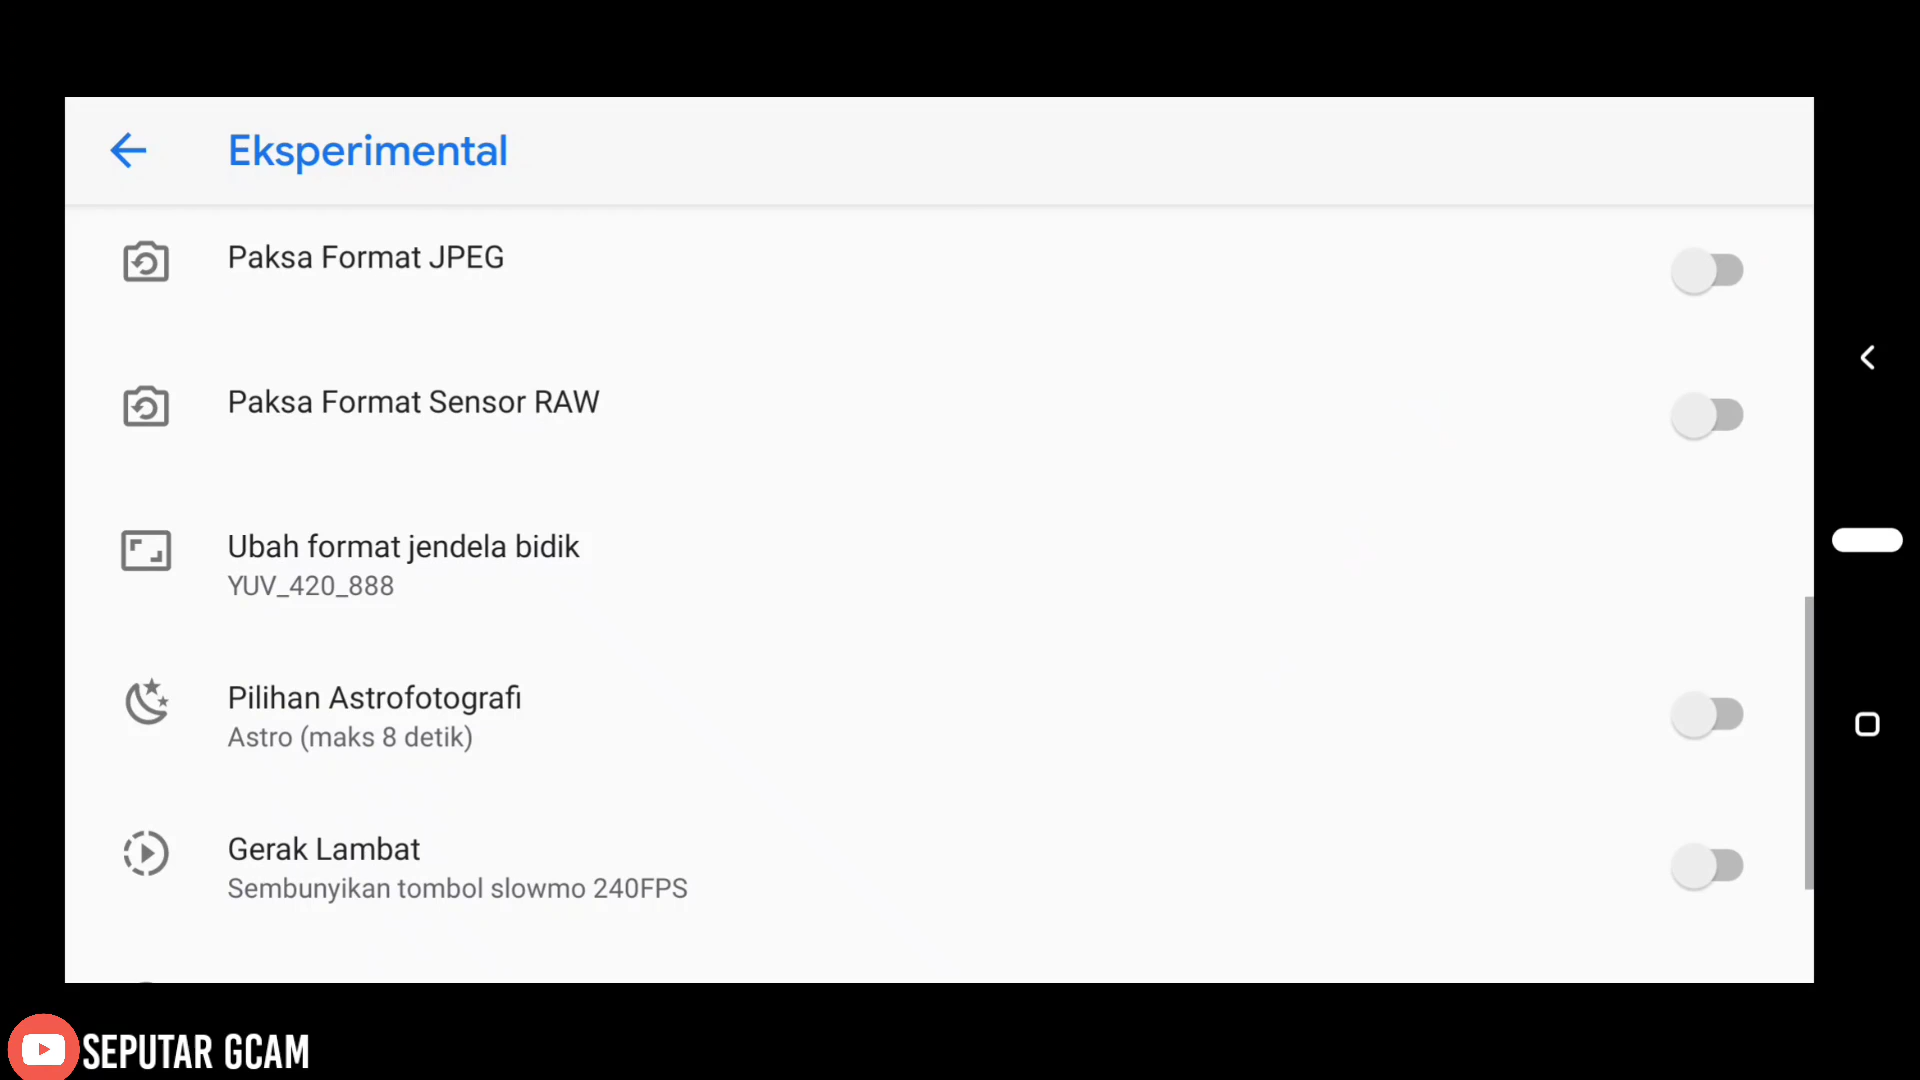 Eksperimental
Paksa Format JPEG
Paksa Format Sensor RAW
Ubah format jendela bidik
YUV_420_888
Pilihan Astrofotografi
Astro (maks 8 detik)
Gerak Lambat
Sembunyikan tombol slowmo 240FPS
SEPUTAR GCAM